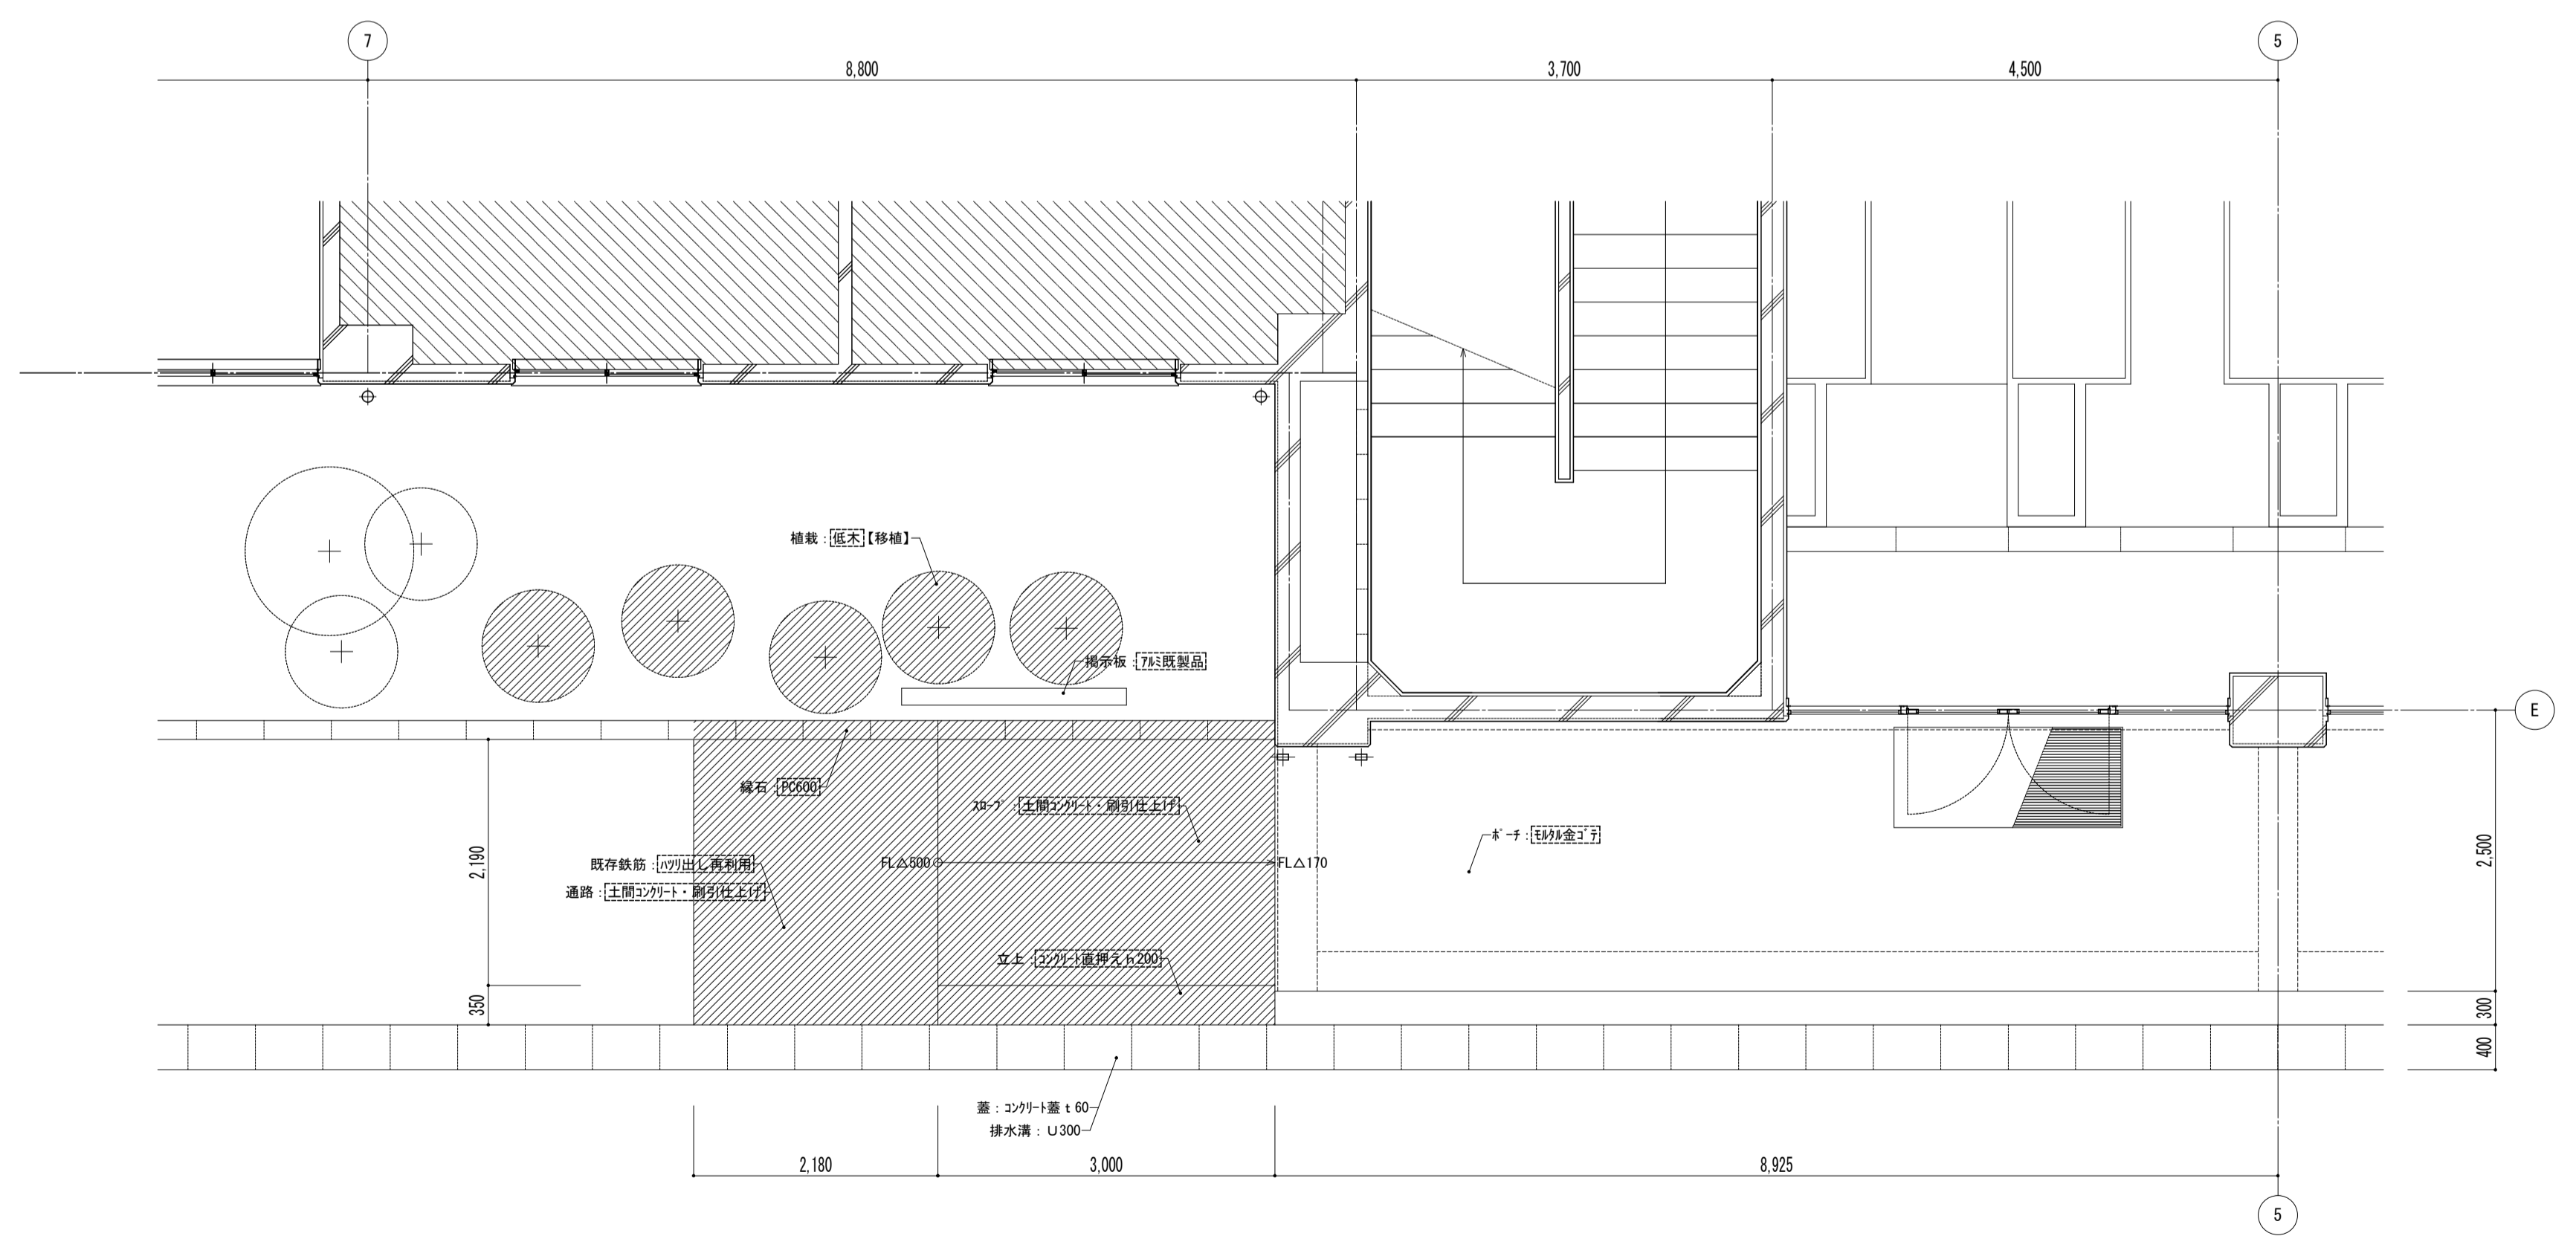 7
5
8,800
3,700
4,500
植栽：低木【移植】
掲示板：ｱﾙﾐ既製品
E
縁石：PC600
ｽﾛｰﾌﾟ：土間ｺﾝｸﾘｰﾄ・刷引仕上げ
ﾎﾟｰﾁ：ﾓﾙﾀﾙ金ｺﾞﾃ
既存鉄筋：ﾊﾂﾘ出し再利用
FL△500
FL△170
通路：土間ｺﾝｸﾘｰﾄ・刷引仕上げ
2,190
2,500
立上：ｺﾝｸﾘｰﾄ直押えｈ200
350
300
400
蓋：ｺﾝｸﾘｰﾄ蓋ｔ60
排水溝：Ｕ300
2,180
3,000
8,925
5